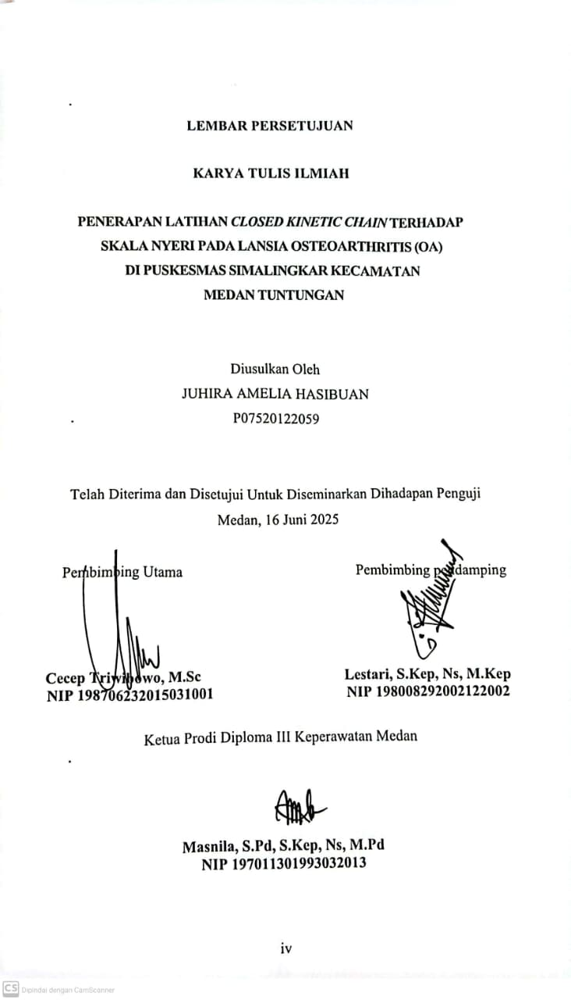 LEMBAR PERSETUJUAN
KARYA TULIS ILMIAH
PENERAPAN LATIHAN CLOSED KINETIC CHAIN TERHADAP
SKALA NYERI PADA LANSIA OSTEOARTHRITIS (OA)
DI PUSKESMAS SIMALINGKAR KECAMATAN
MEDAN TUNTUNGAN
Diusulkan Oleh
JUHIRA AMELIA HASIBUAN
P07520122059
Telah Diterima dan Disetujui Untuk Diseminarkan Dihadapan Penguji
Medan, 16 Juni 2025
Pembimbing Utama
Pembimbing pendamping
Cecep Triwibowo, M.Sc
NIP 198706232015031001
Lestari, S.Kep, Ns, M.Kep
NIP 198008292002122002
Ketua Prodi Diploma III Keperawatan Medan
Masnila, S.Pd, S.Kep, Ns, M.Pd
NIP 197011301993032013
iv
CS Dipindai dengan CamScanner